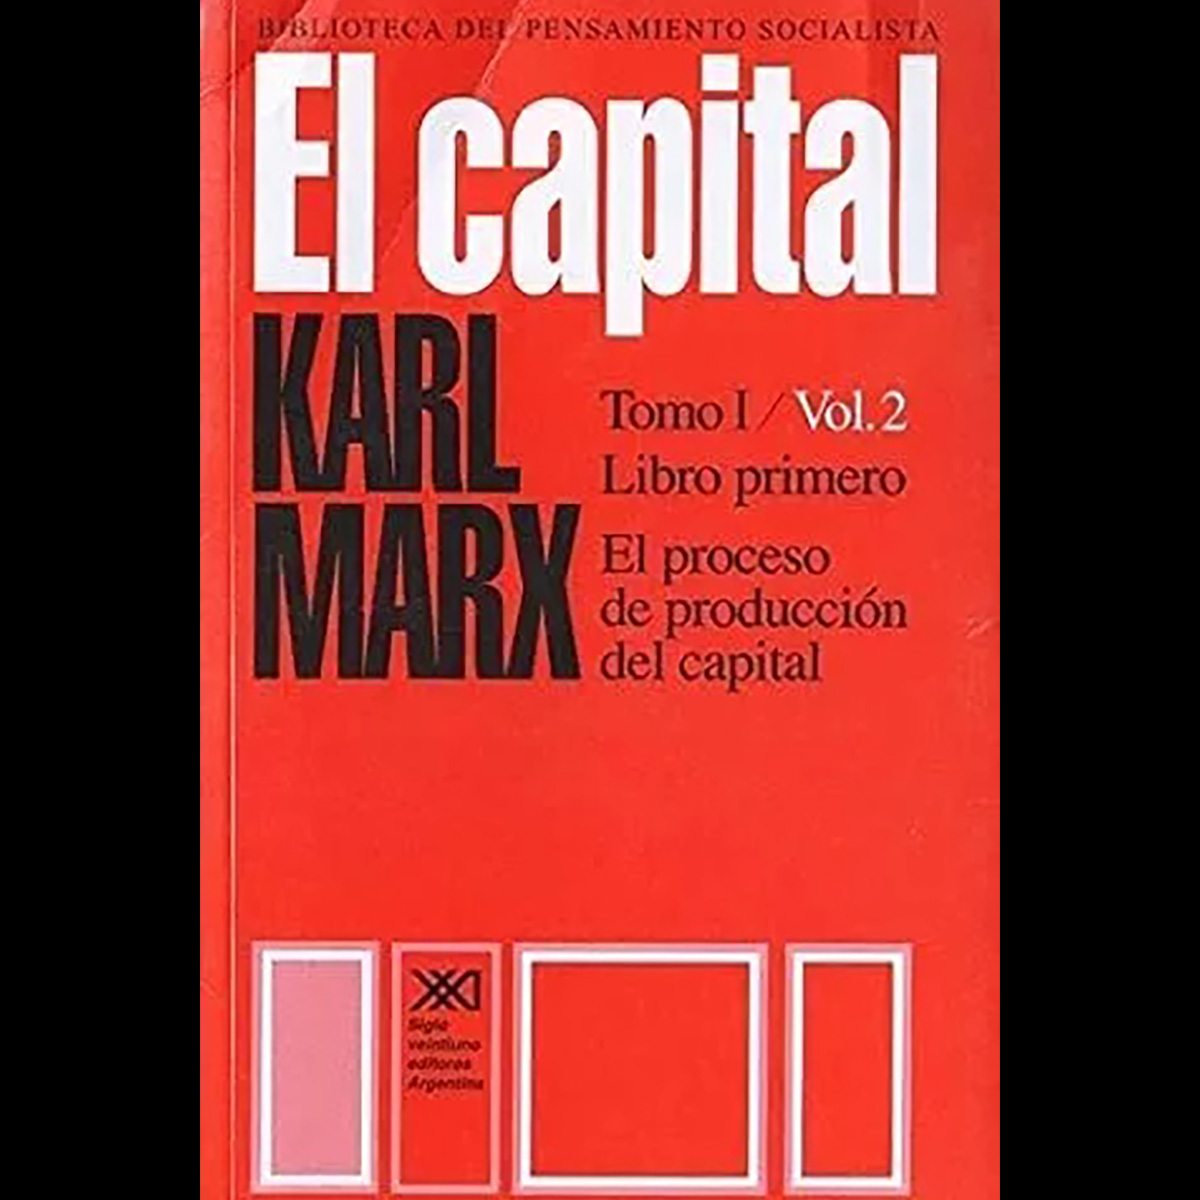 BIBLIOTECA DEL PENSAMIENTO SOCIALISTA
El capital
KARL
MARX
Tomo I / Vol. 2
Libro primero
El proceso
de producción
del capital
Siglo
veintiuno
editores
Argentina